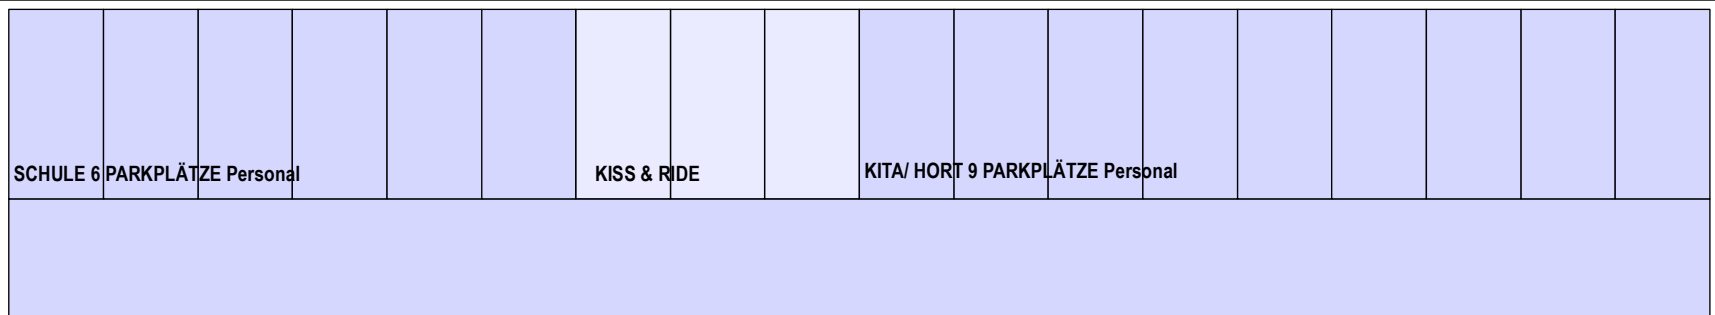 SCHULE 6 PARKPLÄTZE Personal
KISS & RIDE
KITA/ HORT 9 PARKPLÄTZE Personal